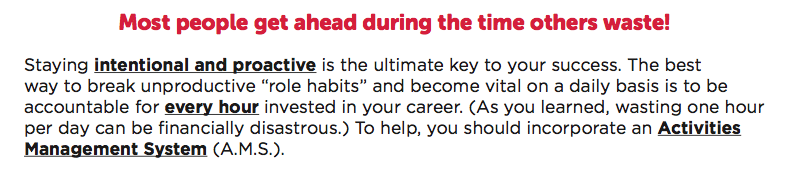 Most people get ahead during the time others waste!
Staying intentional and proactive is the ultimate key to your success. The best
way to break unproductive “role habits” and become vital on a daily basis is to be
accountable for every hour invested in your career. (As you learned, wasting one hour
per day can be financially disastrous.) To help, you should incorporate an Activities
Management System (A.M.S.).